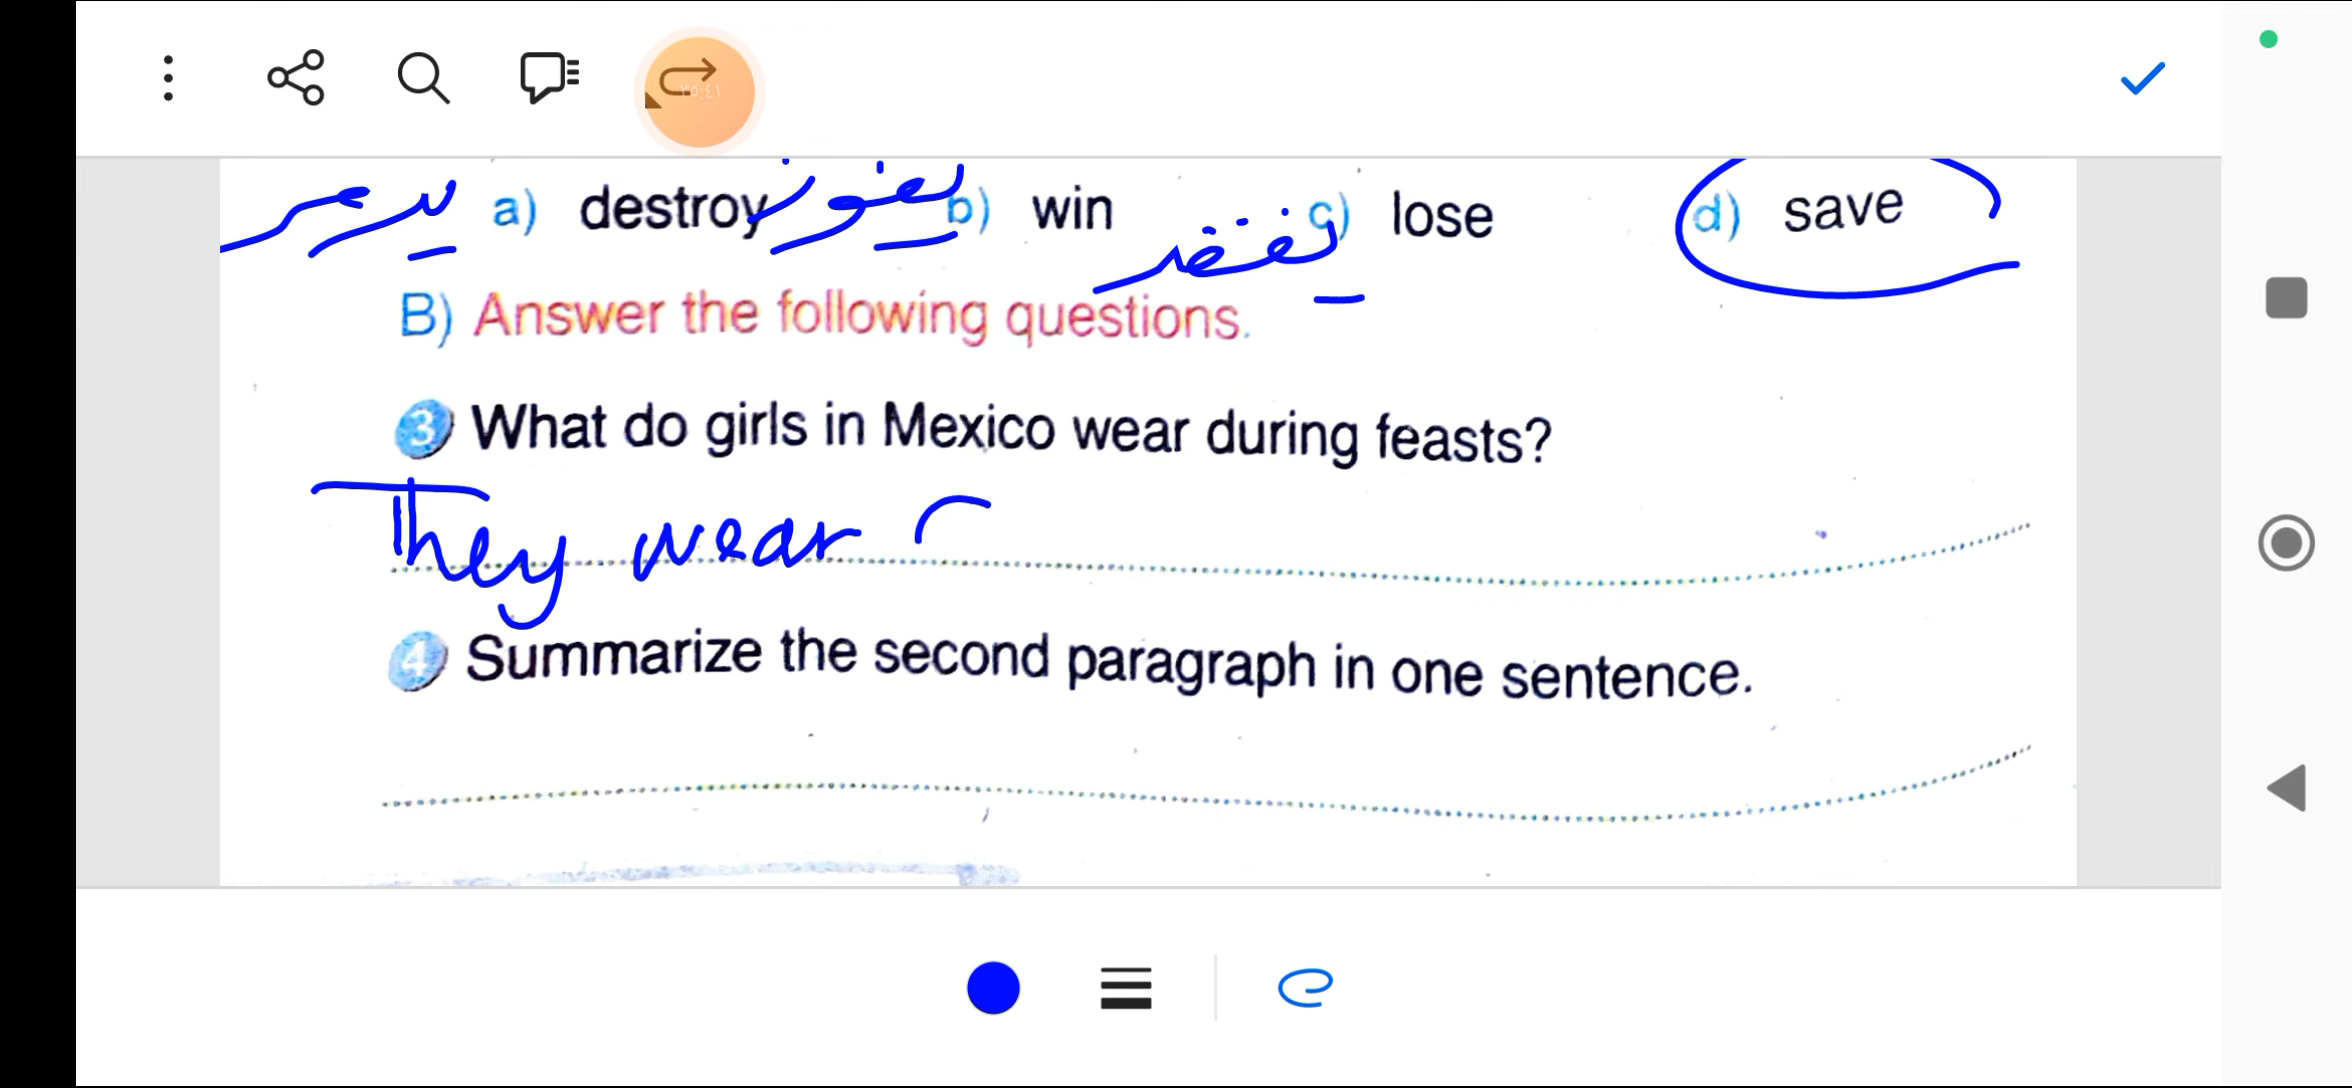 يدمر a) destroy يفوز b) win يفقد c) lose d) save
B) Answer the following questions.
3 What do girls in Mexico wear during feasts?
They wear
4 Summarize the second paragraph in one sentence.